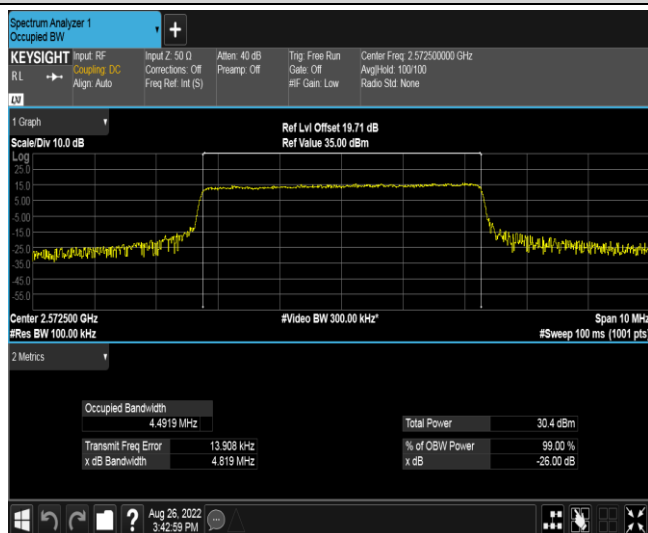 Spectrum Analyzer 1
Occupied BW
KEYSIGHT
R L
LXI
Input: RF
Coupling: DC
Align: Auto
Input Z: 50 Ω
Corrections: Off
Freq Ref: Int (S)
Atten: 40 dB
Preamp: Off
Trig: Free Run
Gate: Off
#IF Gain: Low
Center Freq: 2.572500000 GHz
Avg|Hold: 100/100
Radio Std: None
1 Graph
Scale/Div 10.0 dB
Ref Lvl Offset 19.71 dB
Ref Value 35.00 dBm
Log
25.0
15.0
5.00
-5.00
-15.0
-25.0
-35.0
-45.0
-55.0
Center 2.572500 GHz
#Res BW 100.00 kHz
#Video BW 300.00 kHz*
Span 10 MHz
#Sweep 100 ms (1001 pts)
2 Metrics
Occupied Bandwidth
4.4919 MHz
Transmit Freq Error 13.908 kHz
x dB Bandwidth 4.819 MHz
Total Power 30.4 dBm
% of OBW Power 99.00 %
x dB -26.00 dB
?
Aug 26, 2022
3:42:59 PM